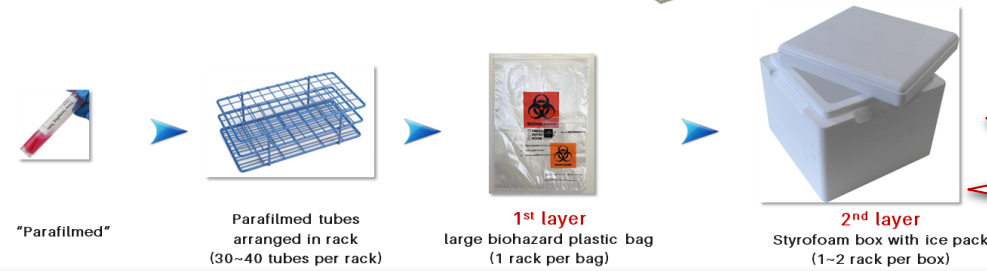 "Parafilmed"
Parafilmed tubes
arranged in rack
(30~40 tubes per rack)
1st layer
large biohazard plastic bag
(1 rack per bag)
2nd layer
Styrofoam box with ice pack
(1~2 rack per box)